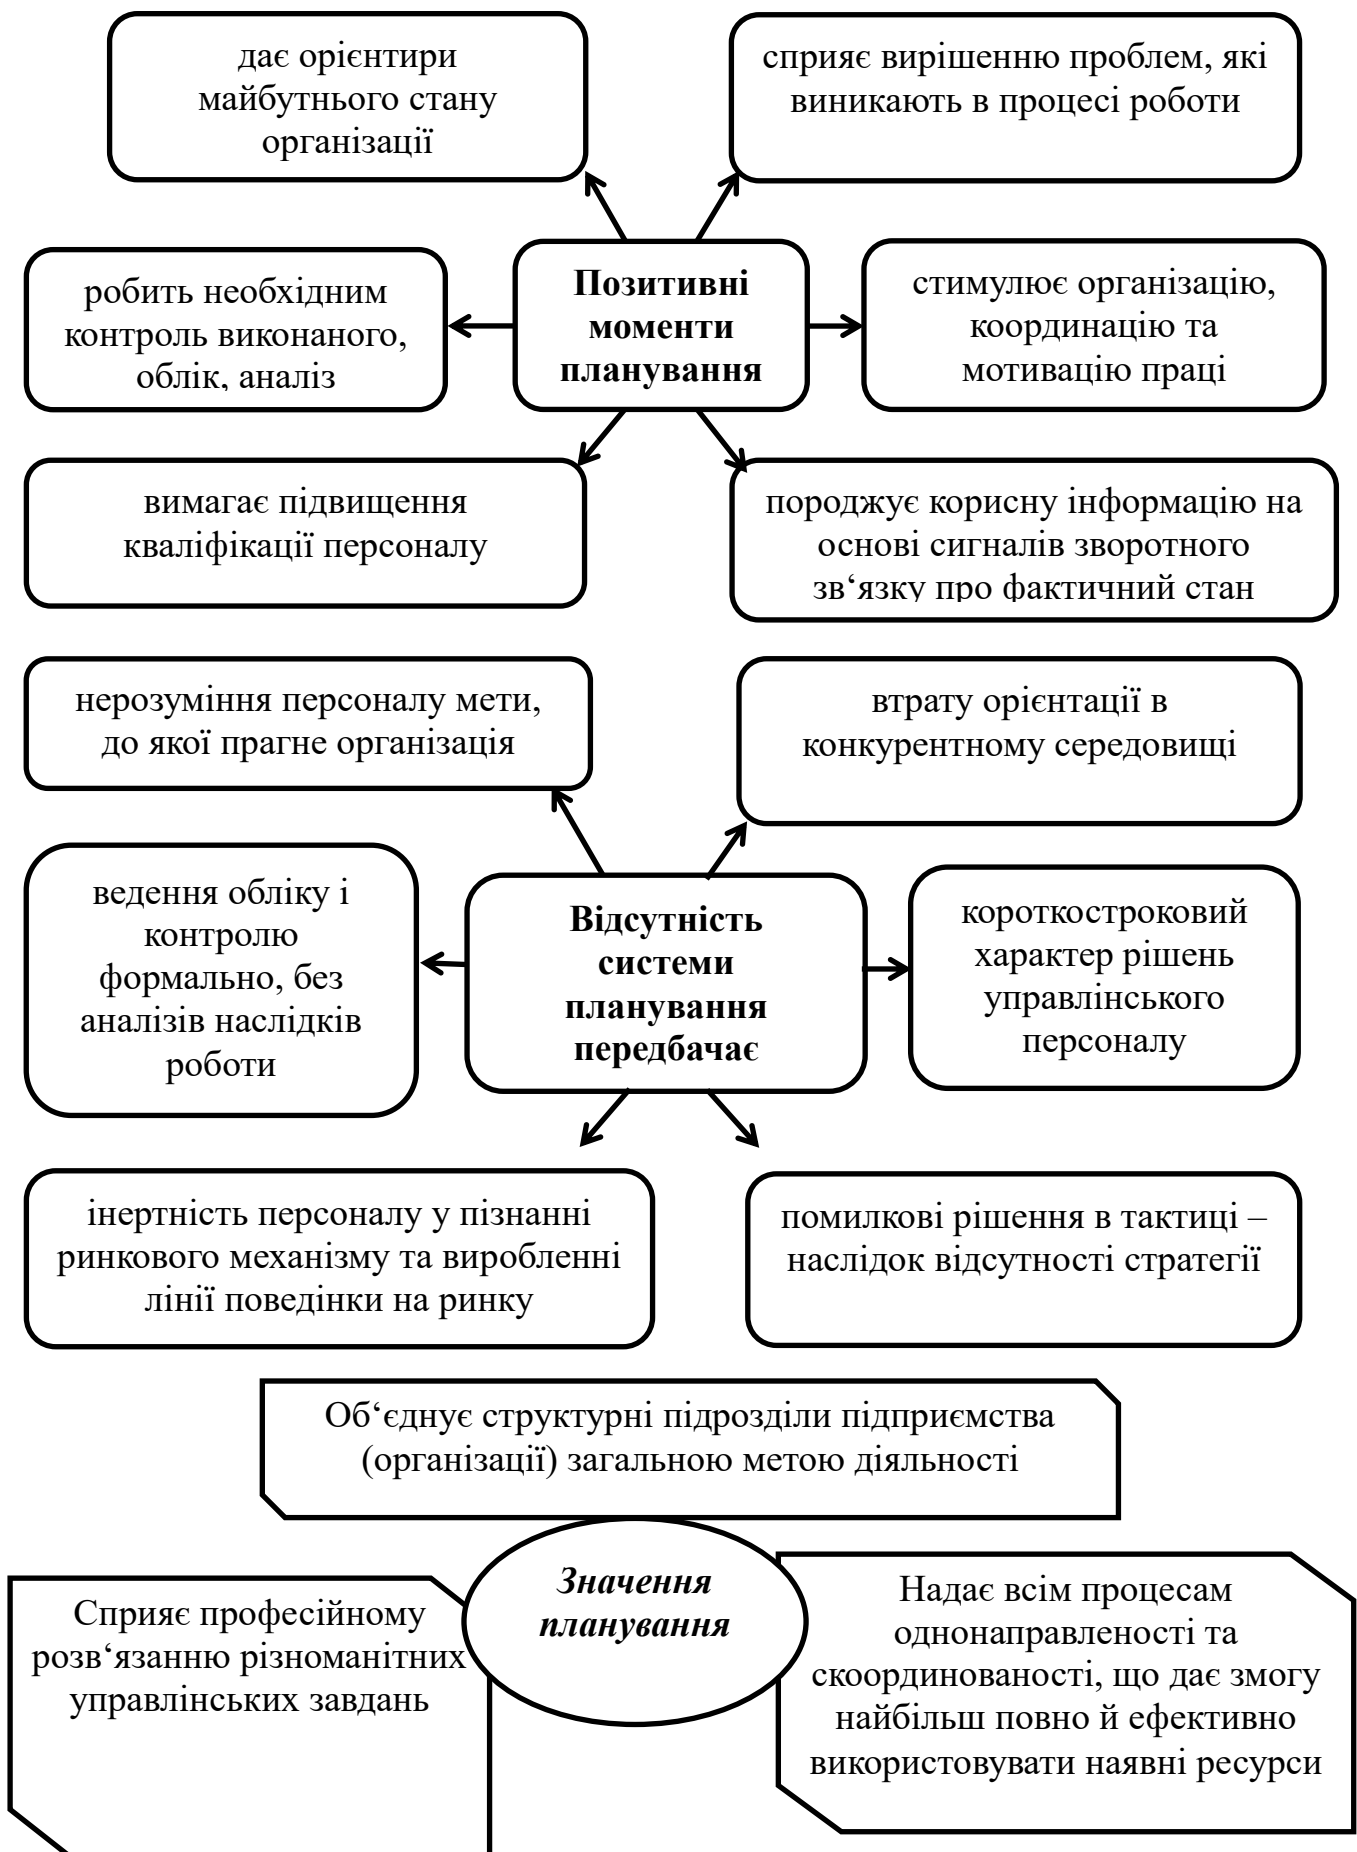 дає орієнтири
майбутнього стану
організації
сприяє вирішенню проблем, які
виникають в процесі роботи
робить необхідним
контроль виконаного,
облік, аналіз
Позитивні
моменти
планування
стимулює організацію,
координацію та
мотивацію праці
вимагає підвищення
кваліфікації персоналу
породжує корисну інформацію на
основі сигналів зворотного
зв‘язку про фактичний стан
нерозуміння персоналу мети,
до якої прагне організація
втрату орієнтації в
конкурентному середовищі
ведення обліку і
контролю
формально, без
аналізів наслідків
роботи
Відсутність
системи
планування
передбачає
короткостроковий
характер рішень
управлінського
персоналу
інертність персоналу у пізнанні
ринкового механізму та виробленні
лінії поведінки на ринку
помилкові рішення в тактиці –
наслідок відсутності стратегії
Об‘єднує структурні підрозділи підприємства
(організації) загальною метою діяльності
Значення
планування
Сприяє професійному
розв‘язанню різноманітних
управлінських завдань
Надає всім процесам
однонаправленості та
скоординованості, що дає змогу
найбільш повно й ефективно
використовувати наявні ресурси